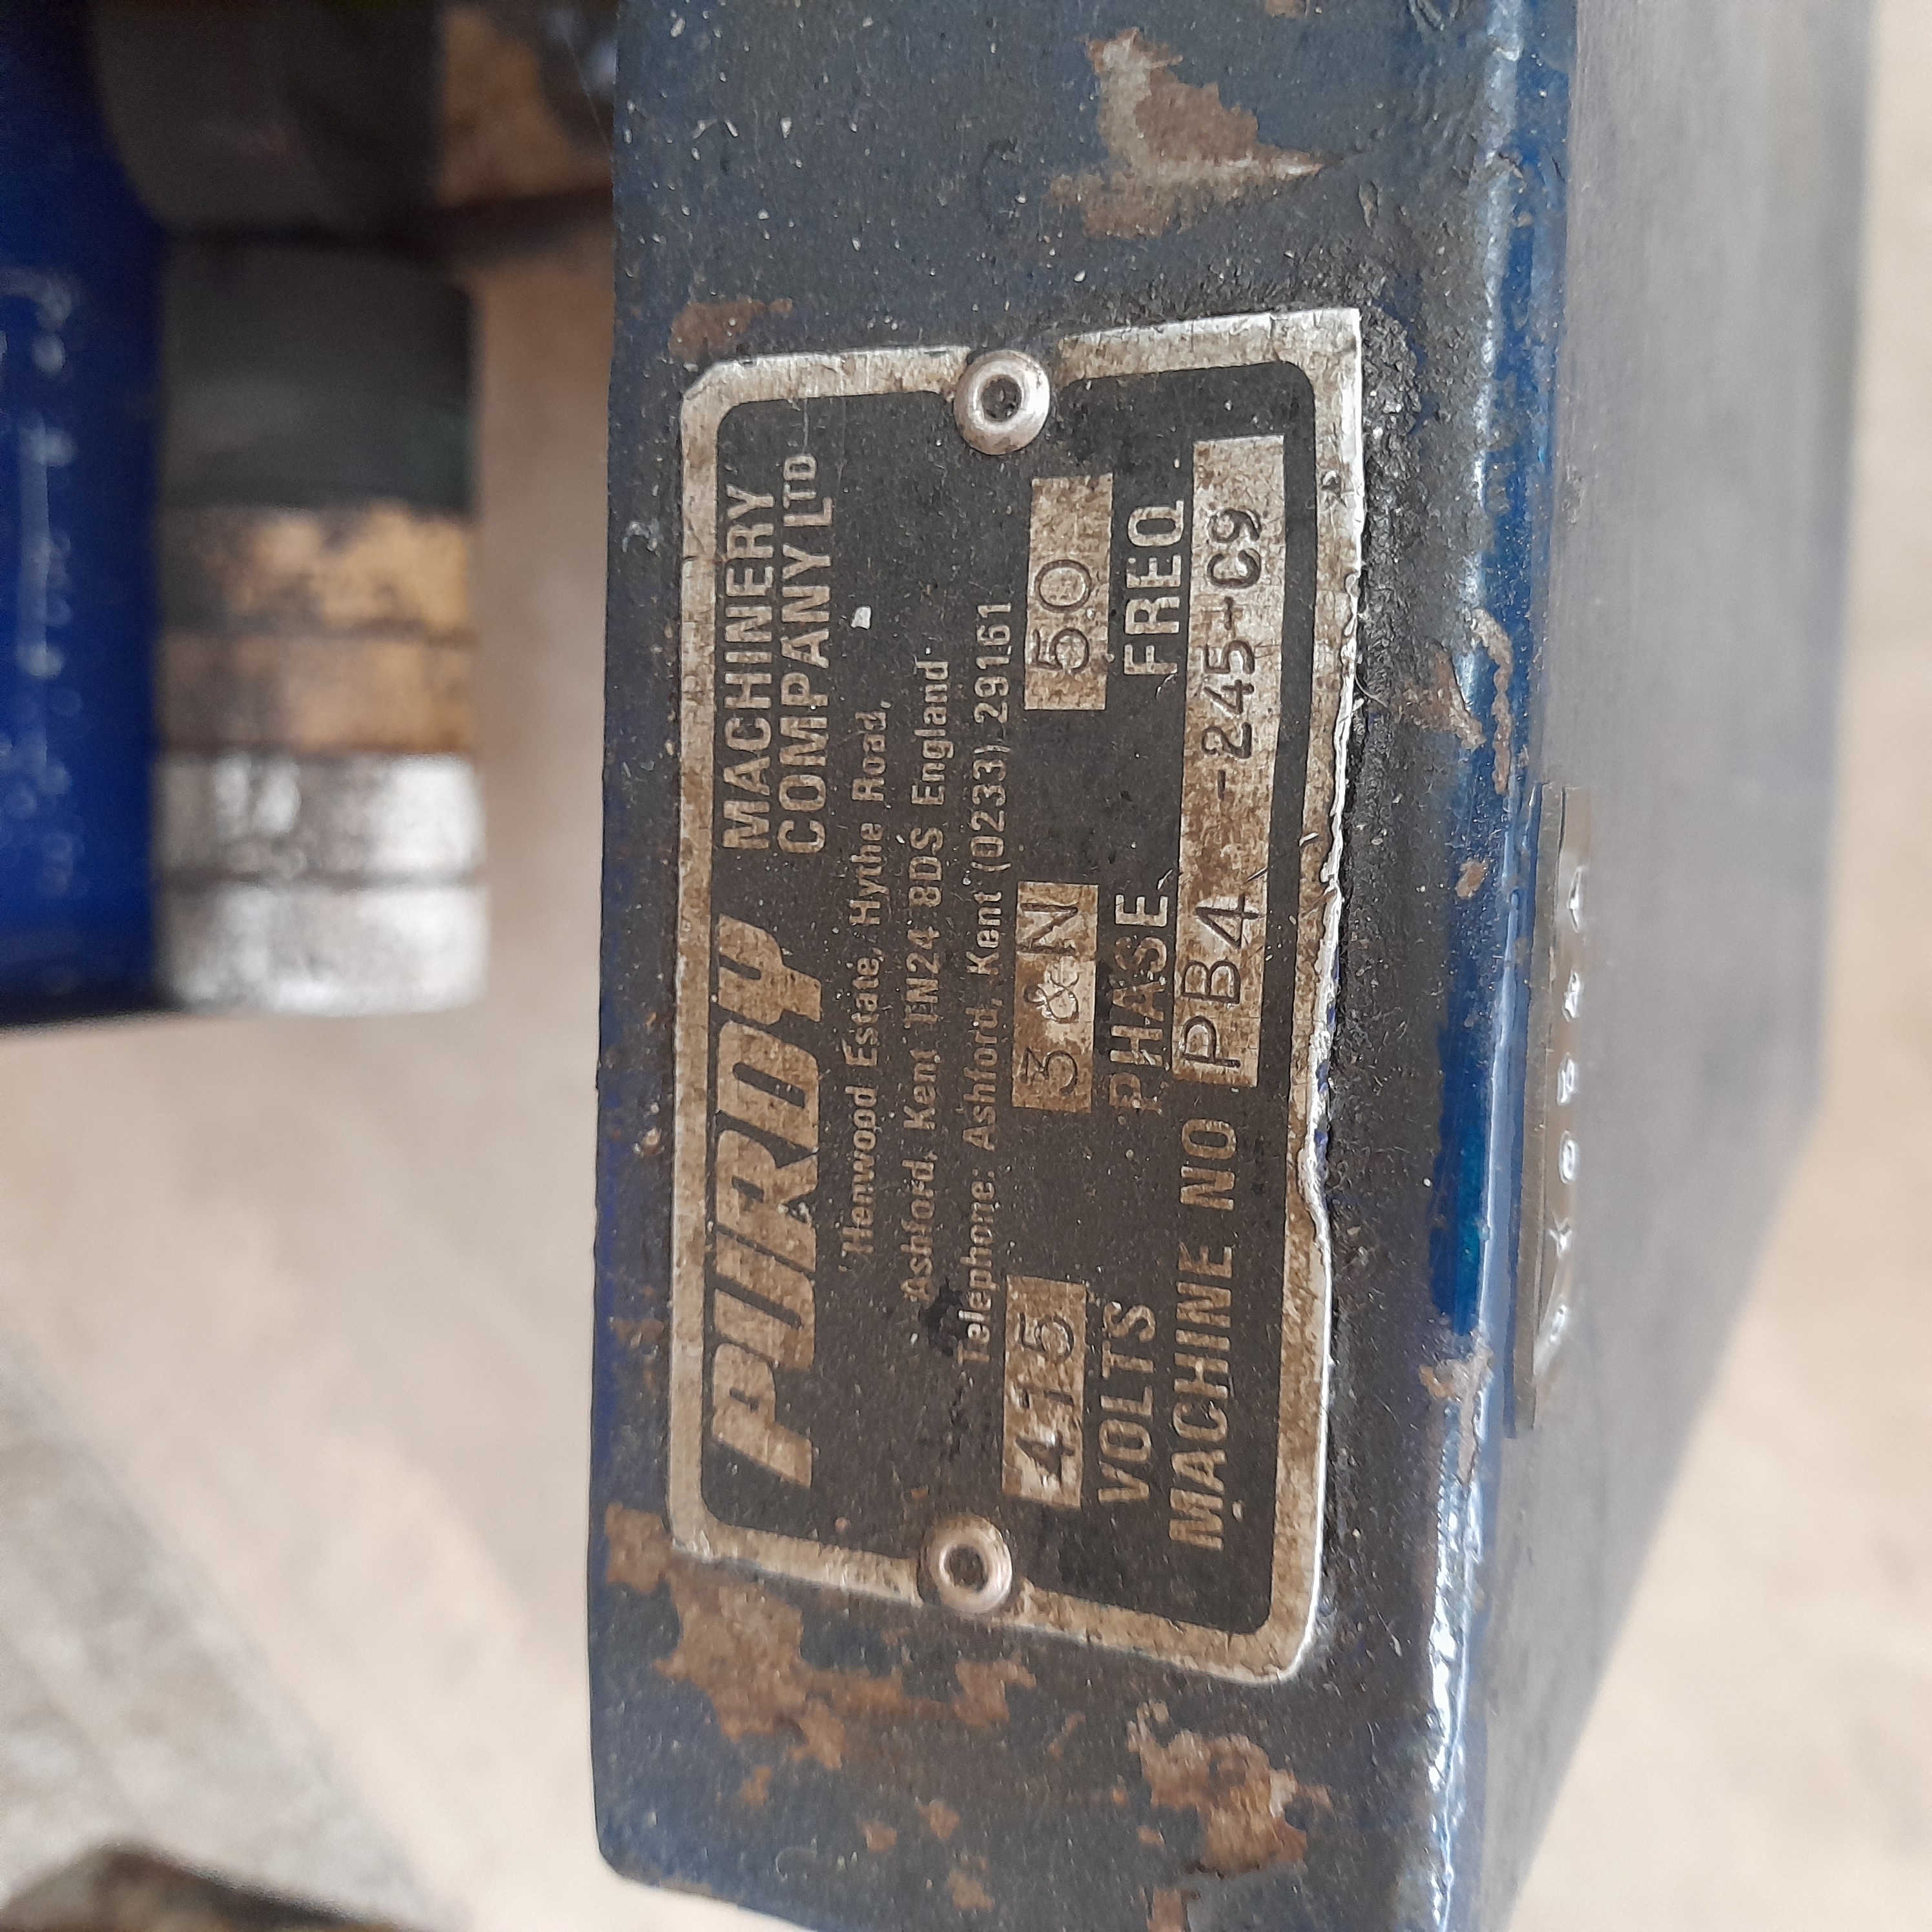 PURDY MACHINERY COMPANY LTD
Henwood Estate, Hythe Road,
Ashford, Kent TN24 8DS England
Telephone: Ashford, Kent (0233) 29161
415 3 & N 50
VOLTS PHASE FREQ
MACHINE NO PB4 -245-C9